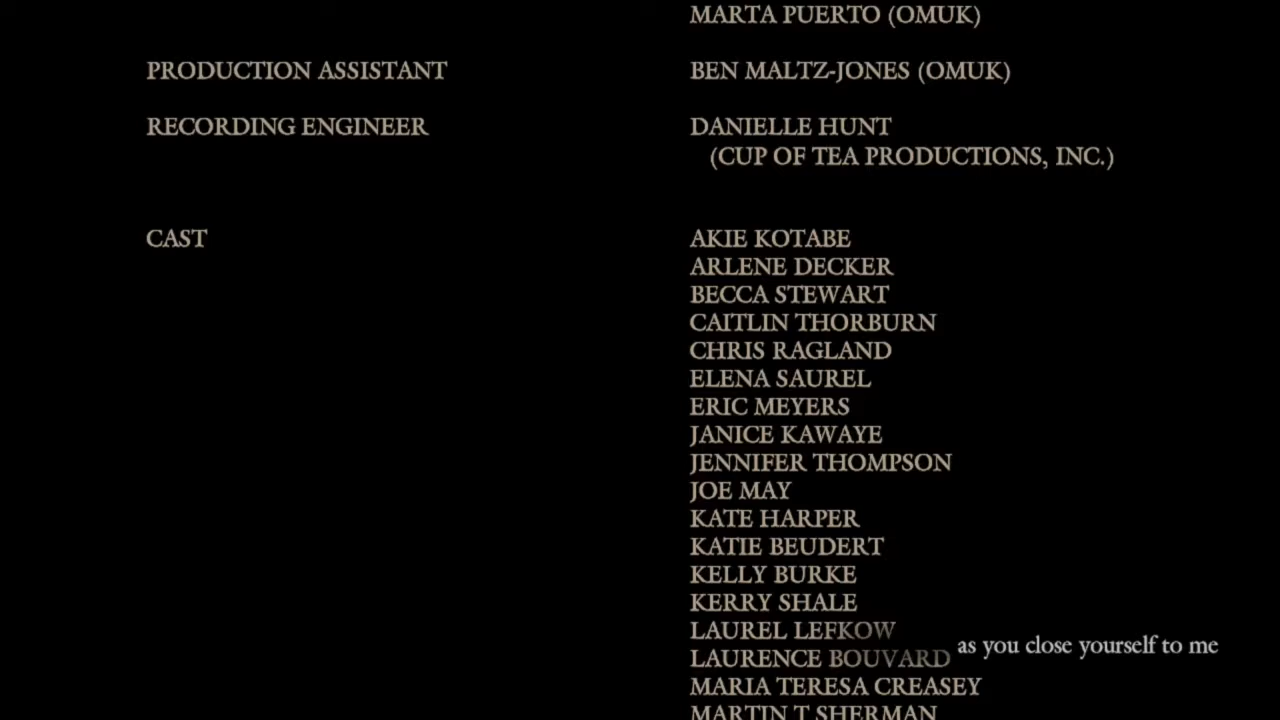 MARTA PUERTO (OMUK)
PRODUCTION ASSISTANT BEN MALTZ-JONES (OMUK)
RECORDING ENGINEER DANIELLE HUNT
(CUP OF TEA PRODUCTIONS, INC.)
CAST AKIE KOTABE
ARLENE DECKER
BECCA STEWART
CAITLIN THORBURN
CHRIS RAGLAND
ELENA SAUREL
ERIC MEYERS
JANICE KAWAYE
JENNIFER THOMPSON
JOE MAY
KATE HARPER
KATIE BEUDERT
KELLY BURKE
KERRY SHALE
LAUREL LEFKOW
as you close yourself to me
LAURENCE BOUVARD
MARIA TERESA CREASEY
MARTIN T SHERMAN